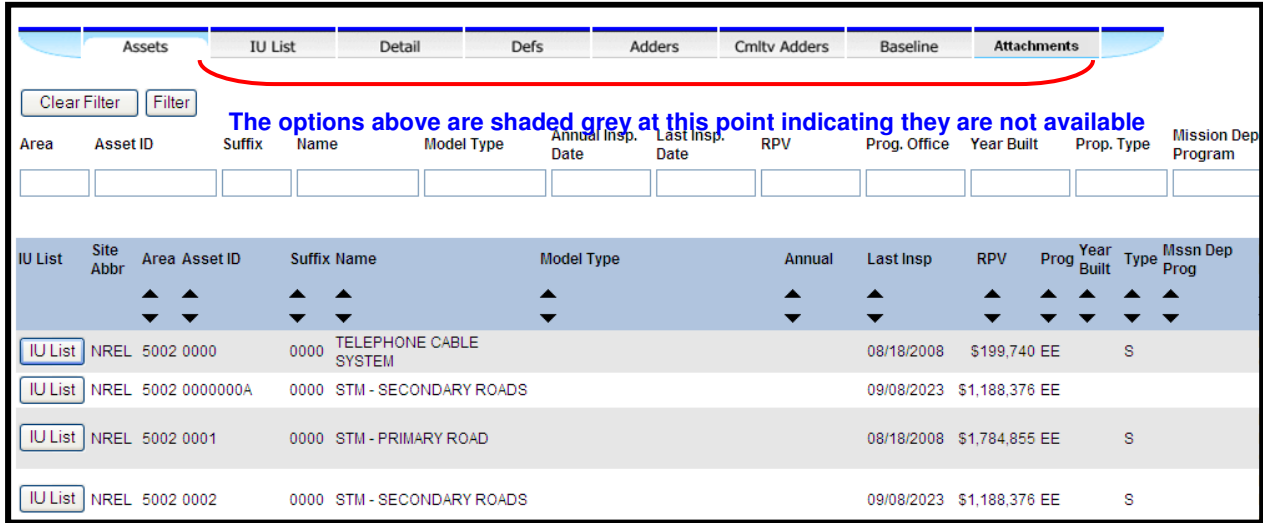 Assets IU List Detail Defs Adders Cmltv Adders Baseline Attachments
Clear Filter Filter
The options above are shaded grey at this point indicating they are not available
Area Asset ID Suffix Name Model Type Annual Insp. Date Last Insp. Date RPV Prog. Office Year Built Prop. Type Mission Dep Program
IU List Site Abbr Area Asset ID Suffix Name Model Type Annual Last Insp RPV Prog Year Built Type Mssn Dep Prog
IU List NREL 5002 0000 0000 TELEPHONE CABLE SYSTEM 08/18/2008 $199,740 EE S
IU List NREL 5002 0000000A 0000 STM - SECONDARY ROADS 09/08/2023 $1,188,376 EE
IU List NREL 5002 0001 0000 STM - PRIMARY ROAD 08/18/2008 $1,784,855 EE S
IU List NREL 5002 0002 0000 STM - SECONDARY ROADS 09/08/2023 $1,188,376 EE S